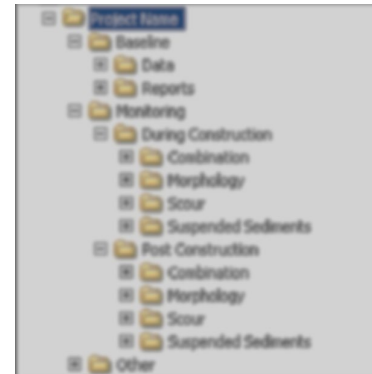 Project Name
Baseline
Data
Reports
Monitoring
During Construction
Combination
Morphology
Scour
Suspended Sediments
Post Construction
Combination
Morphology
Scour
Suspended Sediments
Other